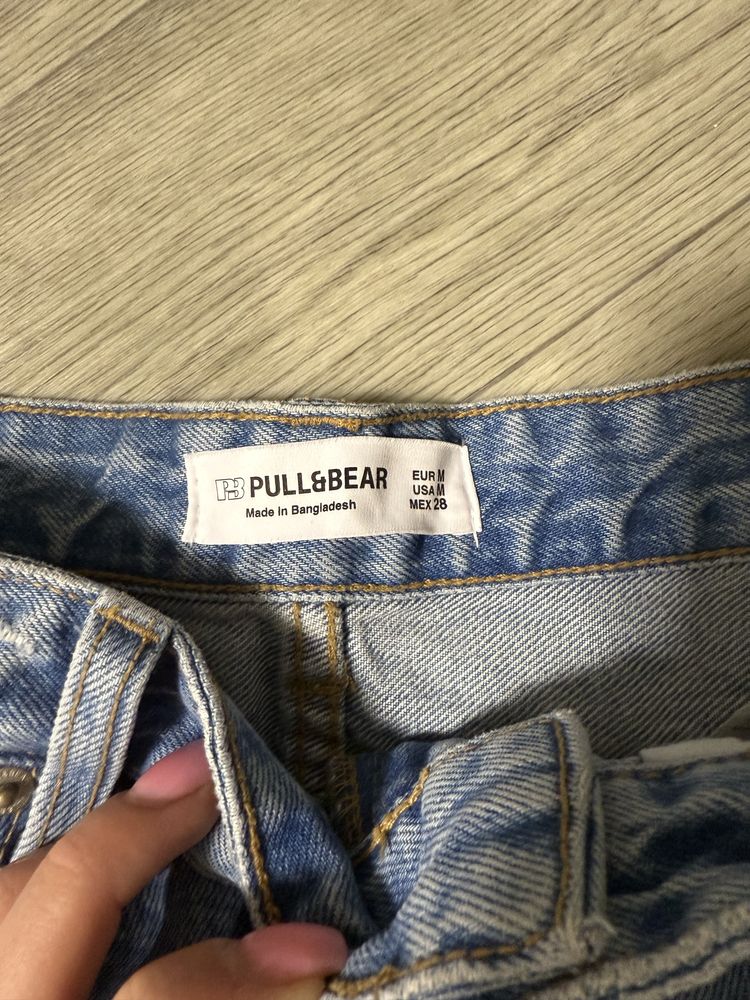 PB PULL&BEAR
Made in Bangladesh
EUR M
USA M
MEX 28